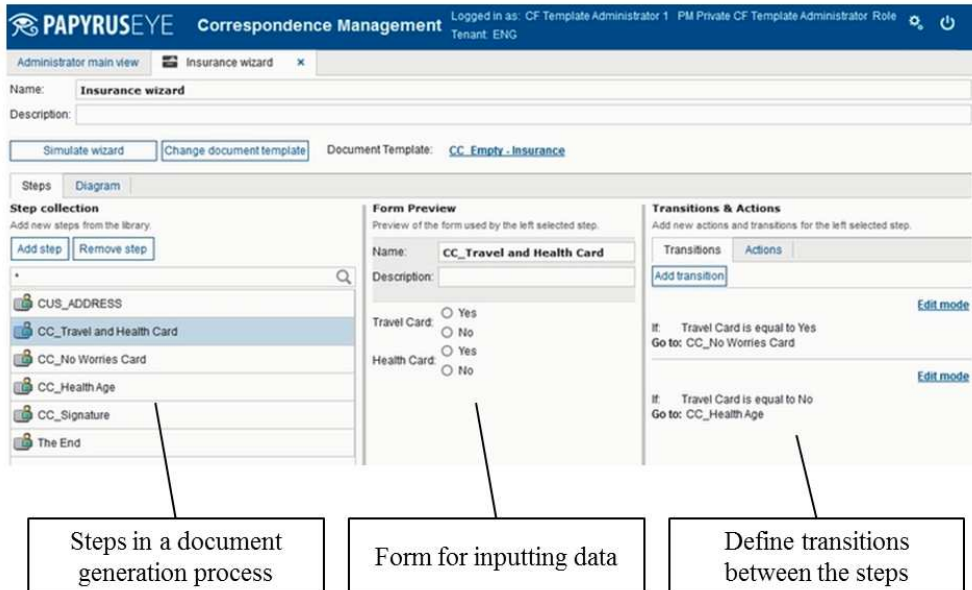 PAPYRUSEYE Correspondence Management
Logged in as: CF Template Administrator 1 PM Private CF Template Administrator Role
Tenant: ENG
Administrator main view Insurance wizard x
Name: Insurance wizard
Description:
Simulate wizard Change document template Document Template: CC_Empty - Insurance
Steps Diagram
Step collection
Add new steps from the library.
Add step Remove step
*
CUS_ADDRESS
CC_Travel and Health Card
CC_No Worries Card
CC_Health Age
CC_Signature
The End
Form Preview
Preview of the form used by the left selected step.
Name: CC_Travel and Health Card
Description:
Travel Card: Yes
No
Health Card: Yes
No
Transitions & Actions
Add new actions and transitions for the left selected step.
Transitions Actions
Add transition
Edit mode
If: Travel Card is equal to Yes
Go to: CC_No Worries Card
Edit mode
If: Travel Card is equal to No
Go to: CC_Health Age
Steps in a document
generation process
Form for inputting data
Define transitions
between the steps